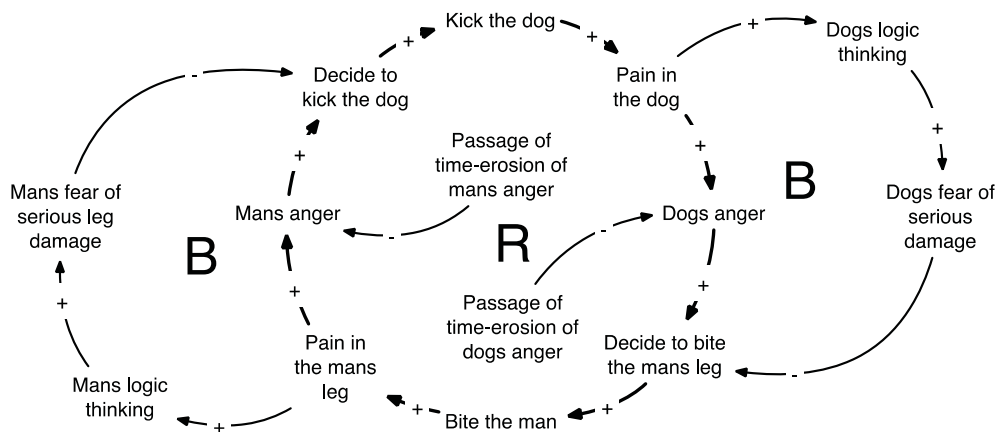 Kick the dog
+
+
+
Dogs logic
thinking
-
Decide to
kick the dog
Pain in
the dog
+
+
+
Passage of
time-erosion of
mans anger
Mans fear of
serious leg
damage
Mans anger
-
Dogs anger
B
Dogs fear of
serious
damage
B
R
-
+
+
+
Passage of
time-erosion of
dogs anger
Pain in
the mans
leg
Decide to bite
the mans leg
-
Mans logic
thinking
+
+
Bite the man
+